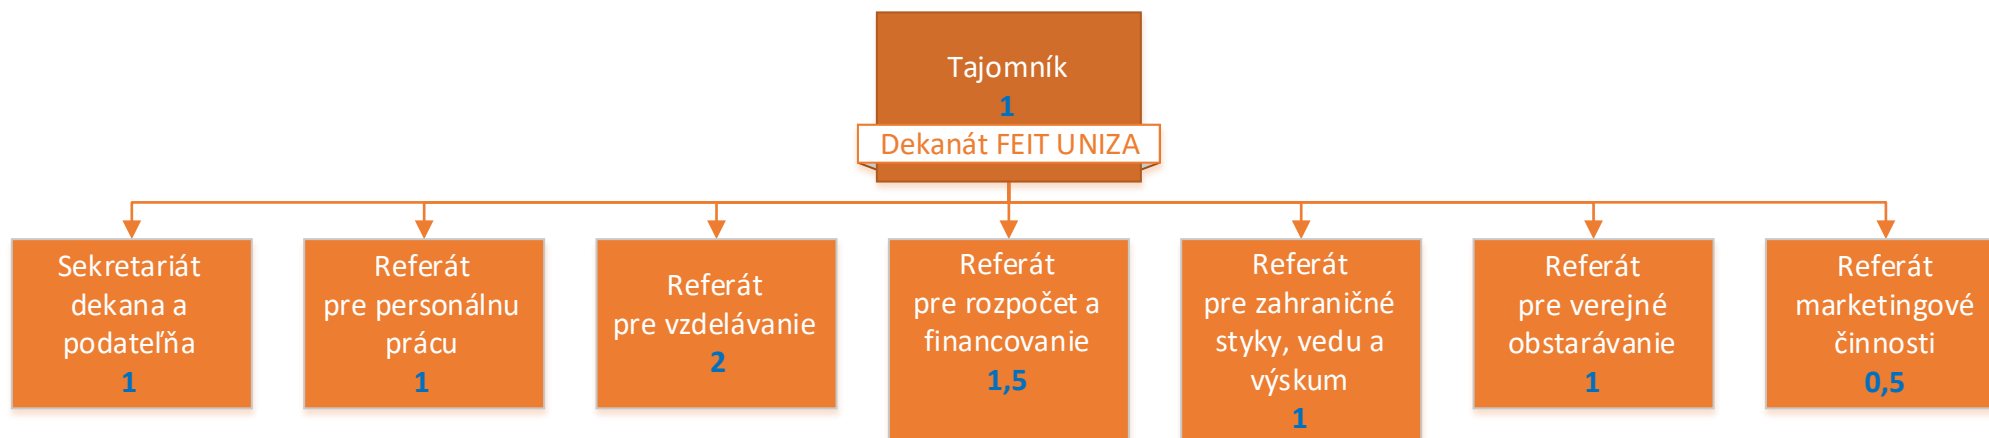 Tajomník
1
Dekanát FEIT UNIZA
Sekretariát
dekana a
podateľňa
1
Referát
pre personálnu
prácu
1
Referát
pre vzdelávanie
2
Referát
pre rozpočet a
financovanie
1,5
Referát
pre zahraničné
styky, vedu a
výskum
1
Referát
pre verejné
obstarávanie
1
Referát
marketingové
činnosti
0,5